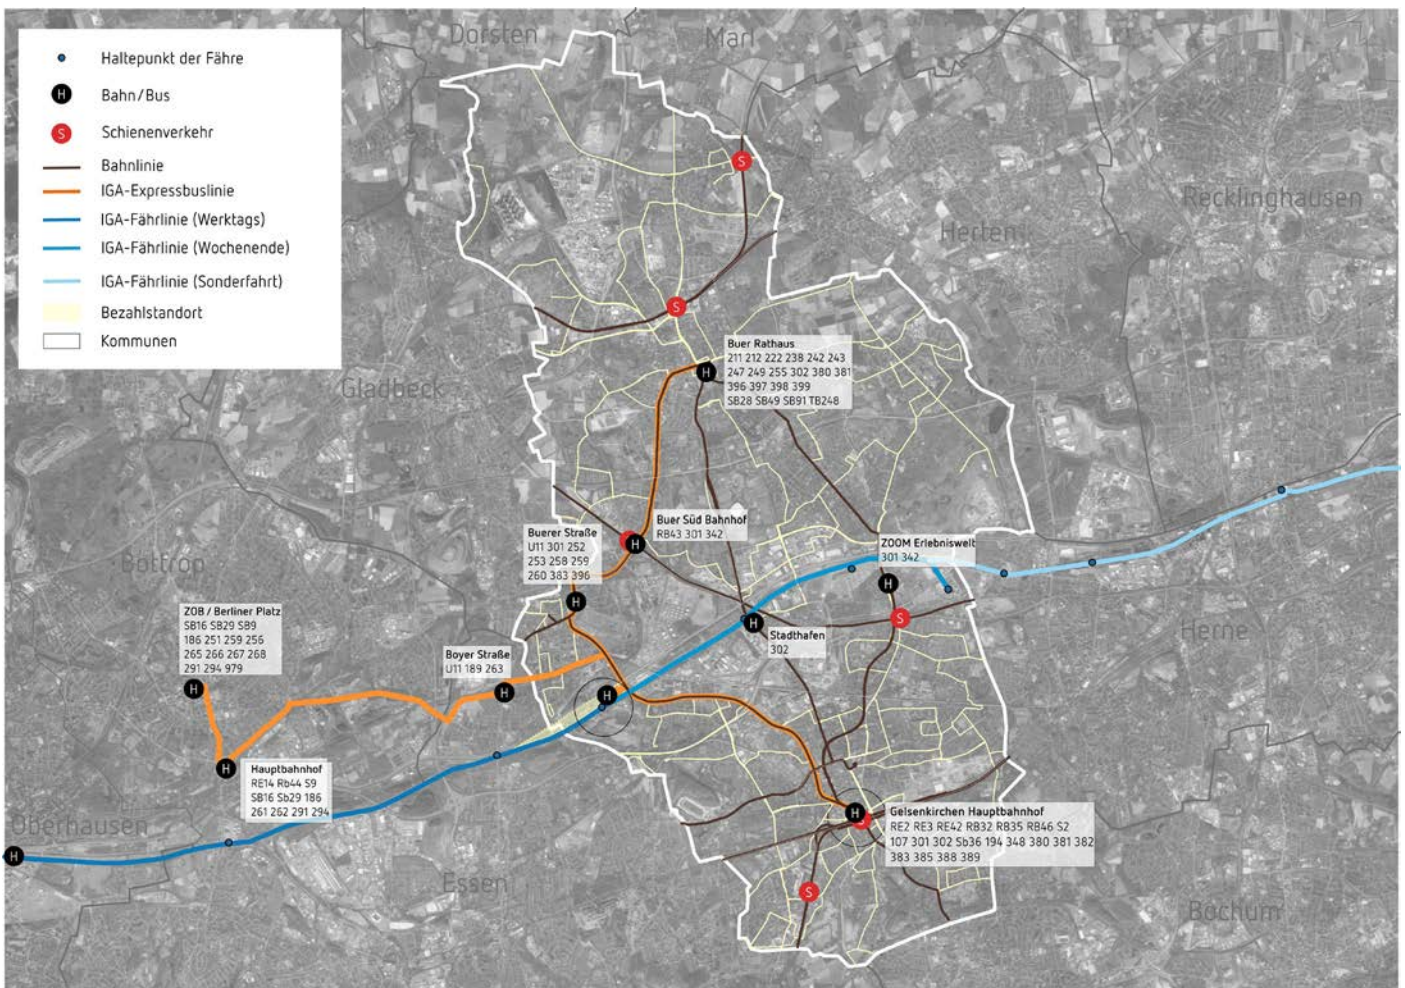 Haltepunkt der Fähre
H
Bahn/Bus
S
Schienenverkehr
Bahnlinie
IGA-Expressbuslinie
IGA-Fährlinie (Werktags)
IGA-Fährlinie (Wochenende)
IGA-Fährlinie (Sonderfahrt)
Bezahlstandort
Kommunen
Dorsten
Marl
Recklinghausen
Herten
Gladbeck
Bottrop
Herne
Oberhausen
Essen
Bochum
S
S
H
Buer Rathaus
211 212 222 238 242 243
247 249 255 302 380 381
396 397 398 399
SB28 SB49 SB91 TB248
H
Buer Süd Bahnhof
RB43 301 342
Buerer Straße
U11 301 252
253 258 259
260 383 396
H
ZOOM Erlebniswelt
301 342
H
S
ZOB / Berliner Platz
SB16 SB29 SB9
186 251 259 256
265 266 267 268
291 294 979
H
Boyer Straße
U11 189 263
H
H
H
Stadthafen
302
H
Hauptbahnhof
RE14 Rb44 S9
SB16 Sb29 186
261 262 291 294
H
H
S
Gelsenkirchen Hauptbahnhof
RE2 RE3 RE42 RB32 RB35 RB46 S2
107 301 302 Sb36 194 348 380 381 382
383 385 388 389
S